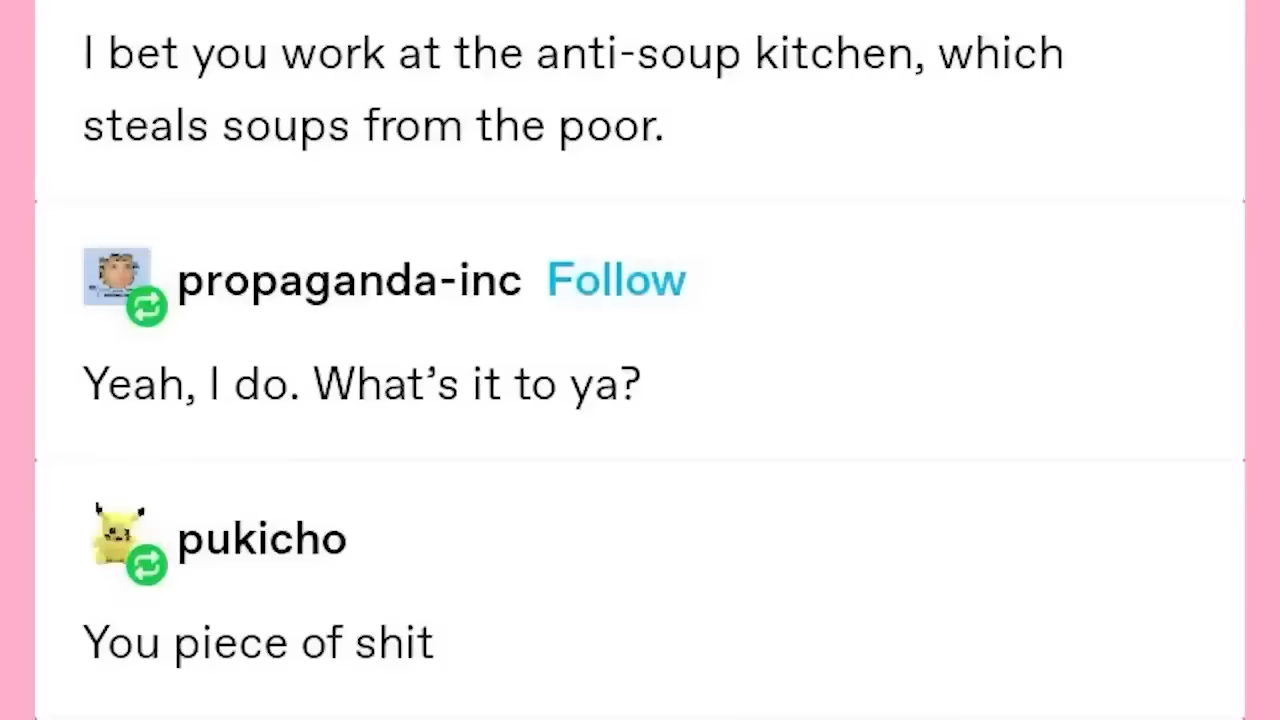 I bet you work at the anti-soup kitchen, which
steals soups from the poor.
propaganda-inc Follow
Yeah, I do. What’s it to ya?
pukicho
You piece of shit